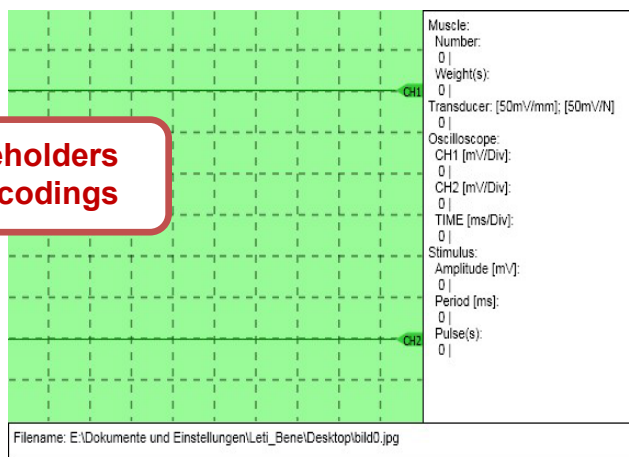 eholders
codings
CH1
CH2
Muscle:
Number:
0 |
Weight(s):
0 |
Transducer: [50mV/mm]; [50mV/N]
0 |
Oscilloscope:
CH1 [mV/Div]:
0 |
CH2 [mV/Div]:
0 |
TIME [ms/Div]:
0 |
Stimulus:
Amplitude [mV]:
0 |
Period [ms]:
0 |
Pulse(s):
0 |
Filename: E:\Dokumente und Einstellungen\Leti_Bene\Desktop\bild0.jpg